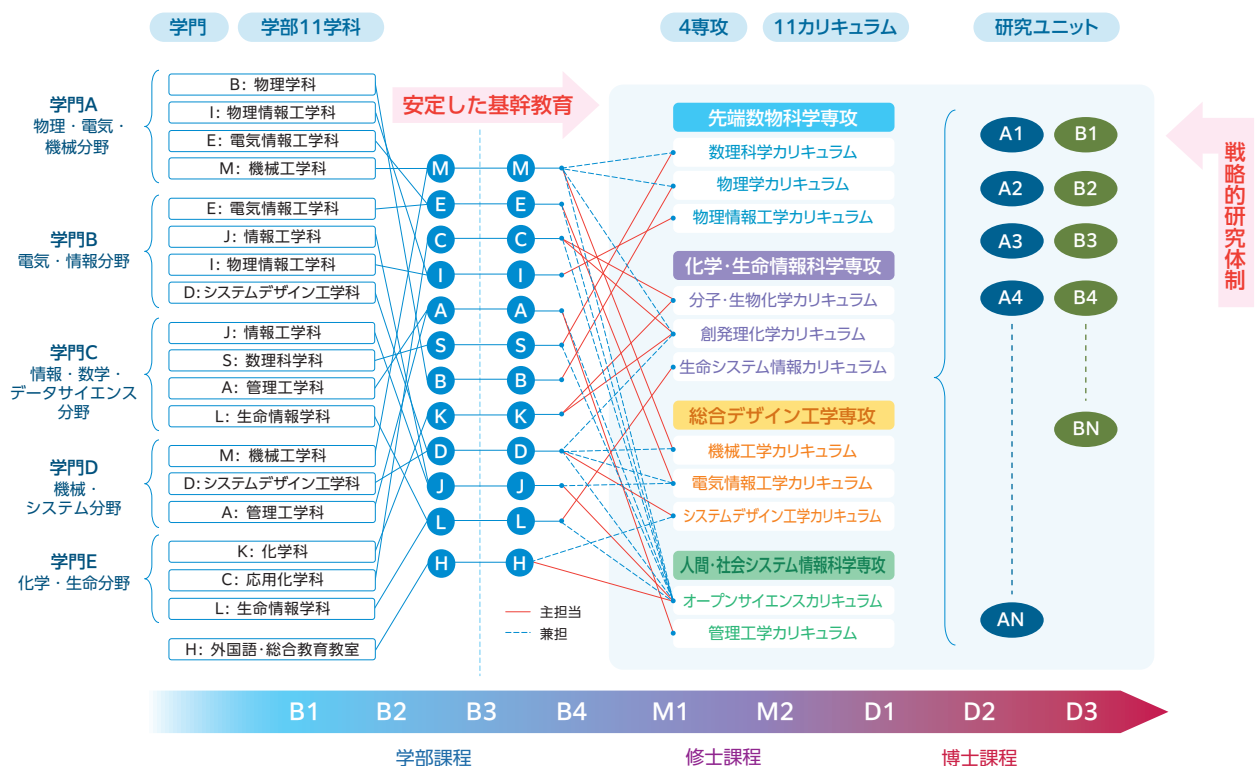 学門
学部11学科
4専攻
11カリキュラム
研究ユニット
学門A
物理・電気・
機械分野
B: 物理学科
I: 物理情報工学科
E: 電気情報工学科
M: 機械工学科
学門B
電気・情報分野
E: 電気情報工学科
J: 情報工学科
I: 物理情報工学科
D: システムデザイン工学科
学門C
情報・数学・
データサイエンス
分野
J: 情報工学科
S: 数理科学科
A: 管理工学科
L: 生命情報学科
学門D
機械・
システム分野
M: 機械工学科
D: システムデザイン工学科
A: 管理工学科
学門E
化学・生命分野
K: 化学科
C: 応用化学科
L: 生命情報学科
H: 外国語・総合教育教室
安定した基幹教育
M M
E E
C C
I I
A A
S S
B B
K K
D D
J J
L L
H H
主担当
兼担
先端数物科学専攻
数理科学カリキュラム
物理学カリキュラム
物理情報工学カリキュラム
化学・生命情報科学専攻
分子・生物化学カリキュラム
創発理化学カリキュラム
生命システム情報カリキュラム
総合デザイン工学専攻
機械工学カリキュラム
電気情報工学カリキュラム
システムデザイン工学カリキュラム
人間・社会システム情報科学専攻
オープンサイエンスカリキュラム
管理工学カリキュラム
A1 B1
A2 B2
A3 B3
A4 B4
BN
AN
戦略的研究体制
B1 B2 B3 B4 M1 M2 D1 D2 D3
学部課程
修士課程
博士課程